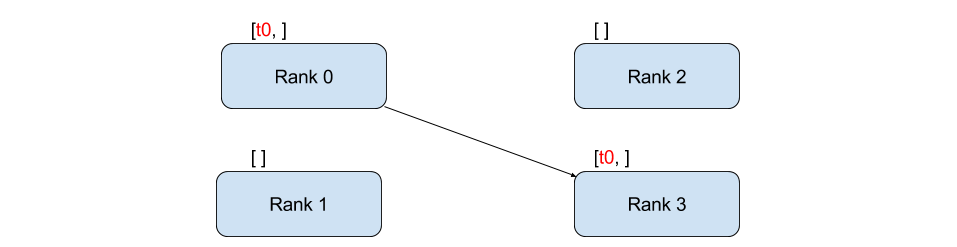 [t0, ]
Rank 0
[ ]
Rank 2
[ ]
Rank 1
[t0, ]
Rank 3